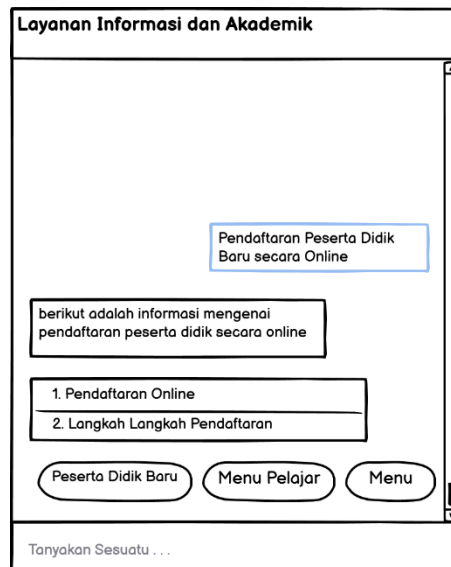 Layanan Informasi dan Akademik
Pendaftaran Peserta Didik
Baru secara Online
berikut adalah informasi mengenai
pendaftaran peserta didik secara online
1. Pendaftaran Online
2. Langkah Langkah Pendaftaran
Peserta Didik Baru
Menu Pelajar
Menu
Tanyakan Sesuatu . . .